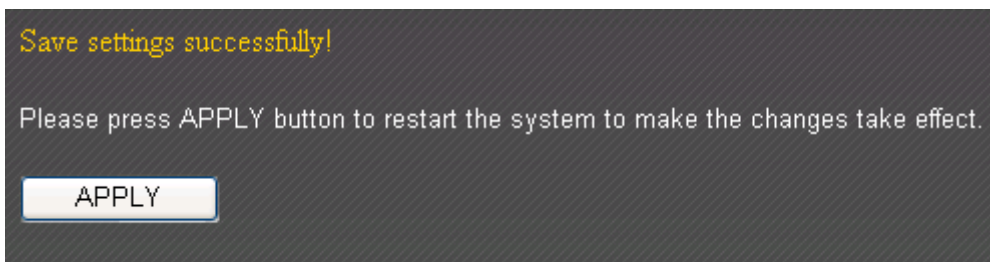 Save settings successfully!
Please press APPLY button to restart the system to make the changes take effect.
APPLY